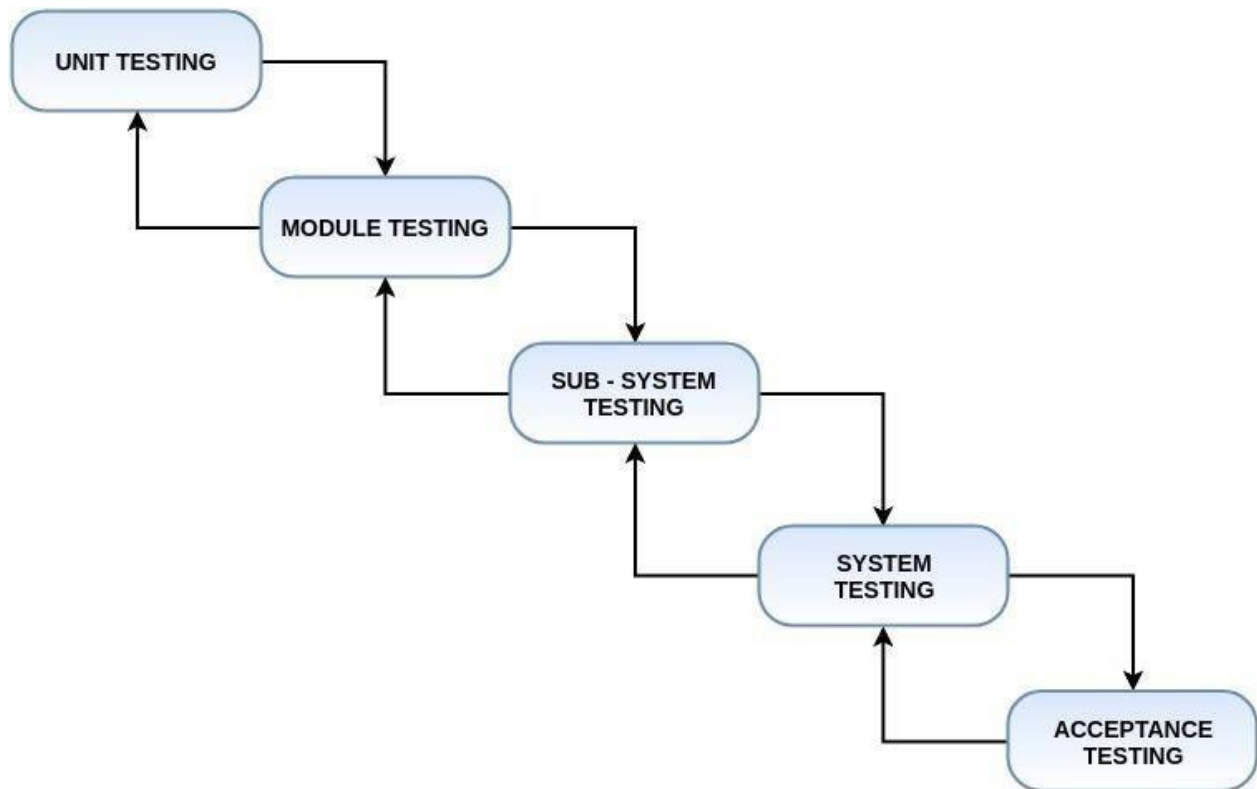 UNIT TESTING
MODULE TESTING
SUB - SYSTEM
TESTING
SYSTEM
TESTING
ACCEPTANCE
TESTING